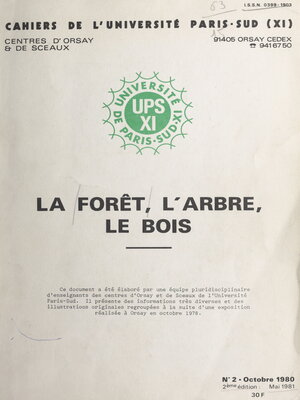 I.S.S.N. 0399-1903
CAHIERS DE L'UNIVERSITÉ PARIS-SUD (XI)
CENTRES D'ORSAY
& DE SCEAUX
91405 ORSAY CEDEX
☎ 9416750
UNIVERSITÉ
DE PARIS-SUD-XI
UPS
XI
LA FORÊT, L'ARBRE,
LE BOIS
Ce document a été élaboré par une équipe pluridisciplinaire
d'enseignants des centres d'Orsay et de Sceaux de l'Université
Paris-Sud. Il présente des informations très diverses et des
illustrations originales regroupées à la suite d'une exposition
réalisée à Orsay en octobre 1978.
N° 2 - Octobre 1980
2ème édition : Mai 1981
30 F